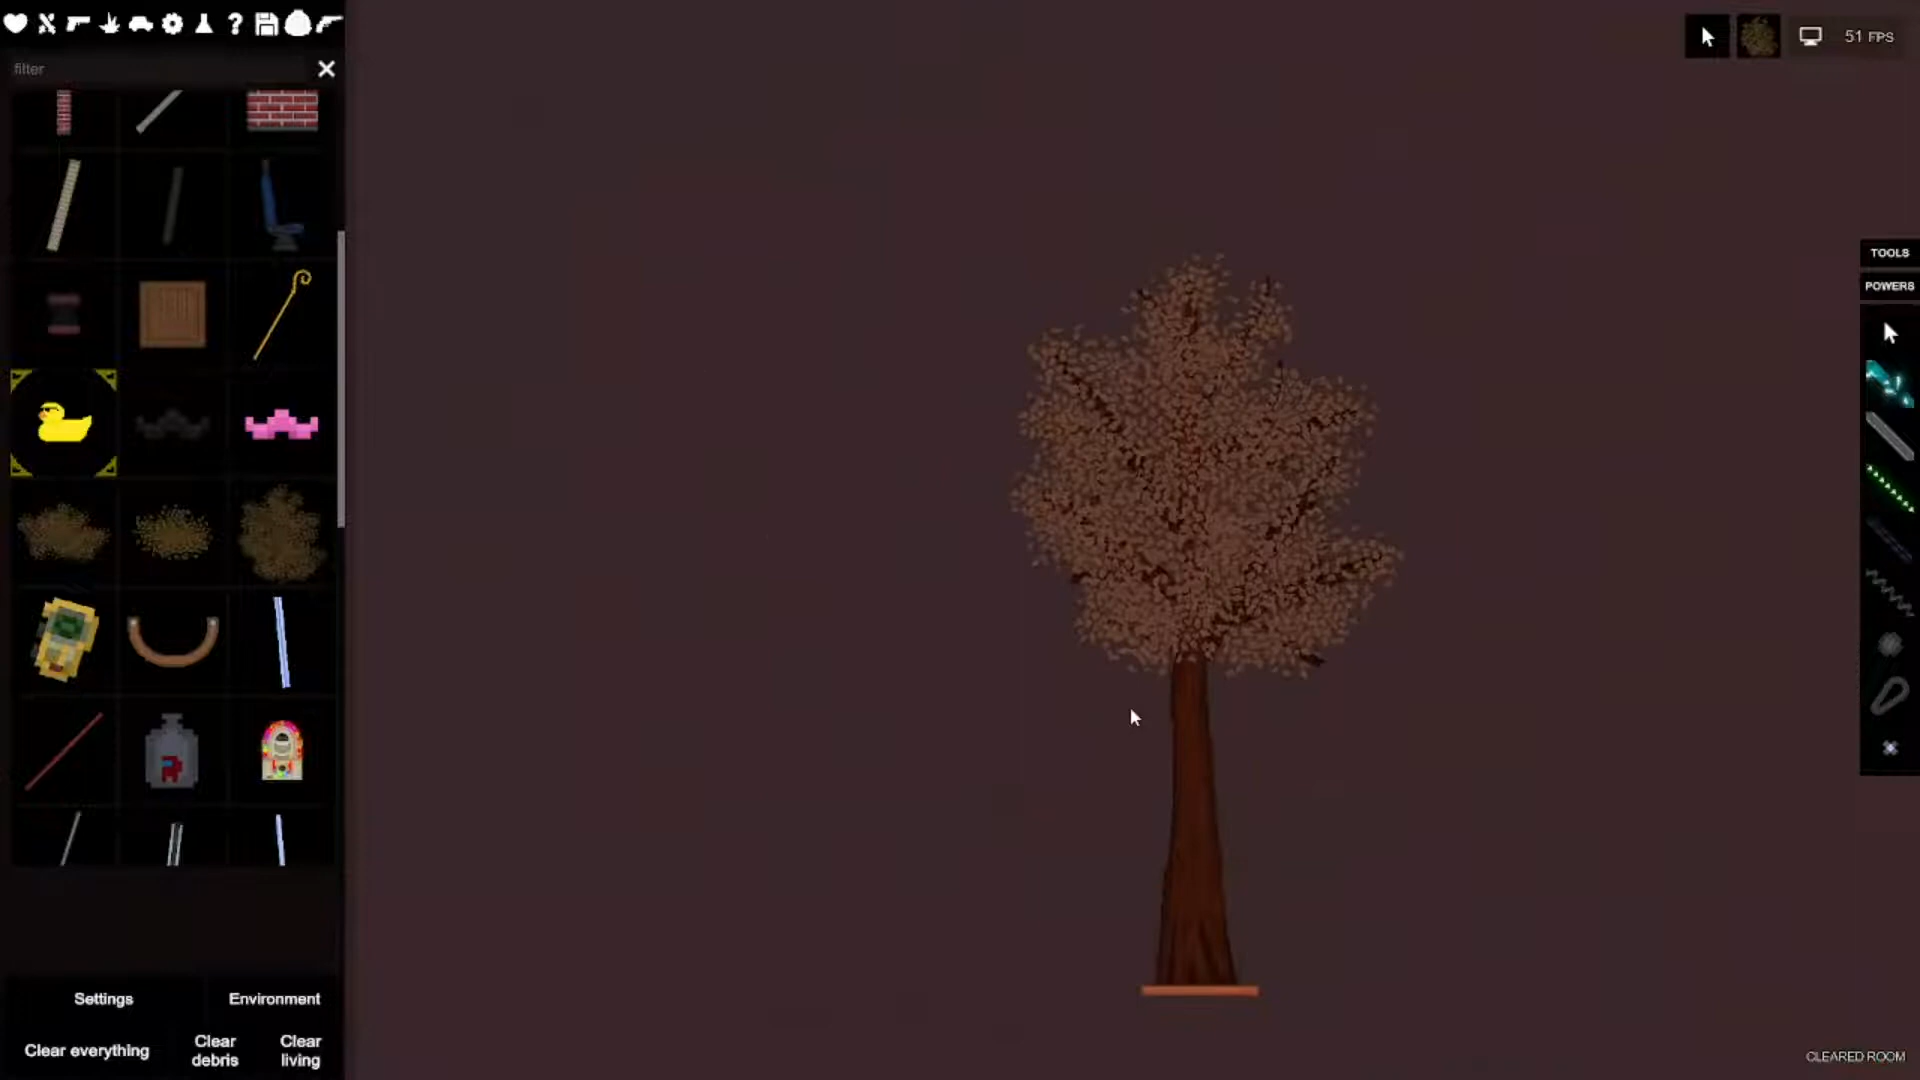 filter
51 FPS
TOOLS
POWERS
Settings
Environment
Clear everything
Clear debris
Clear living
CLEARED ROOM